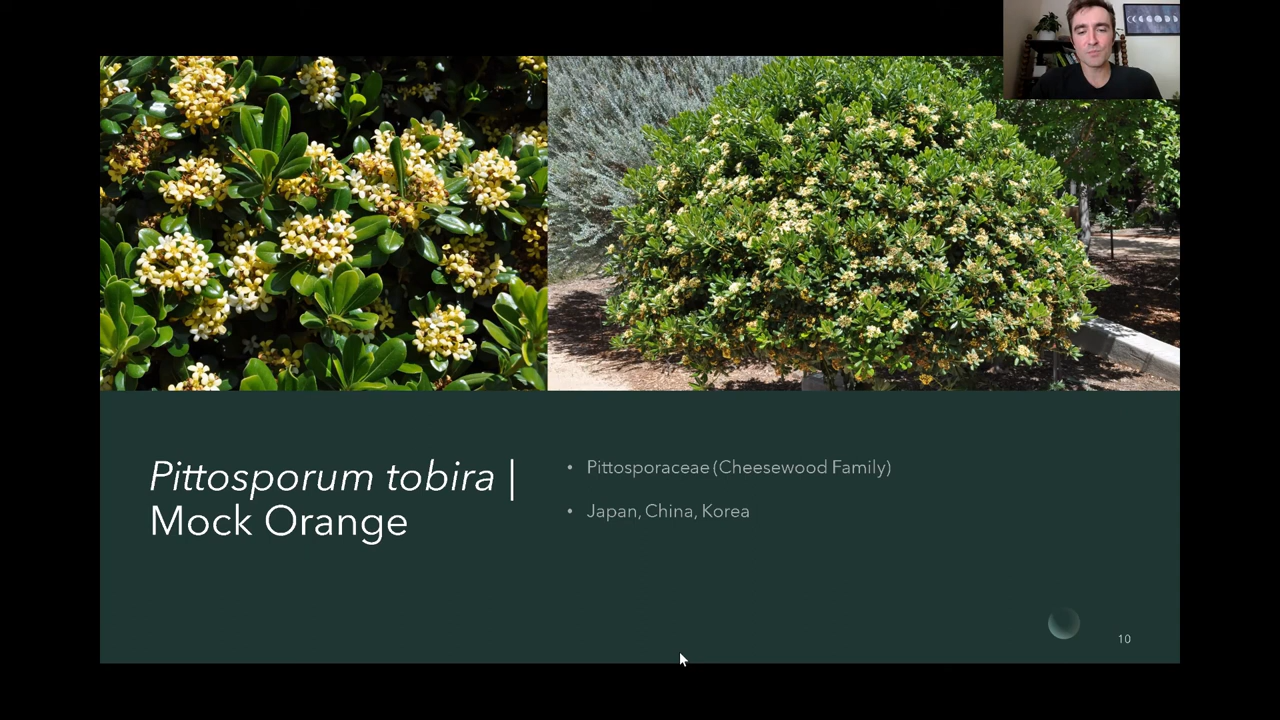 Pittosporum tobira |
Mock Orange
• Pittosporaceae (Cheesewood Family)
• Japan, China, Korea
10